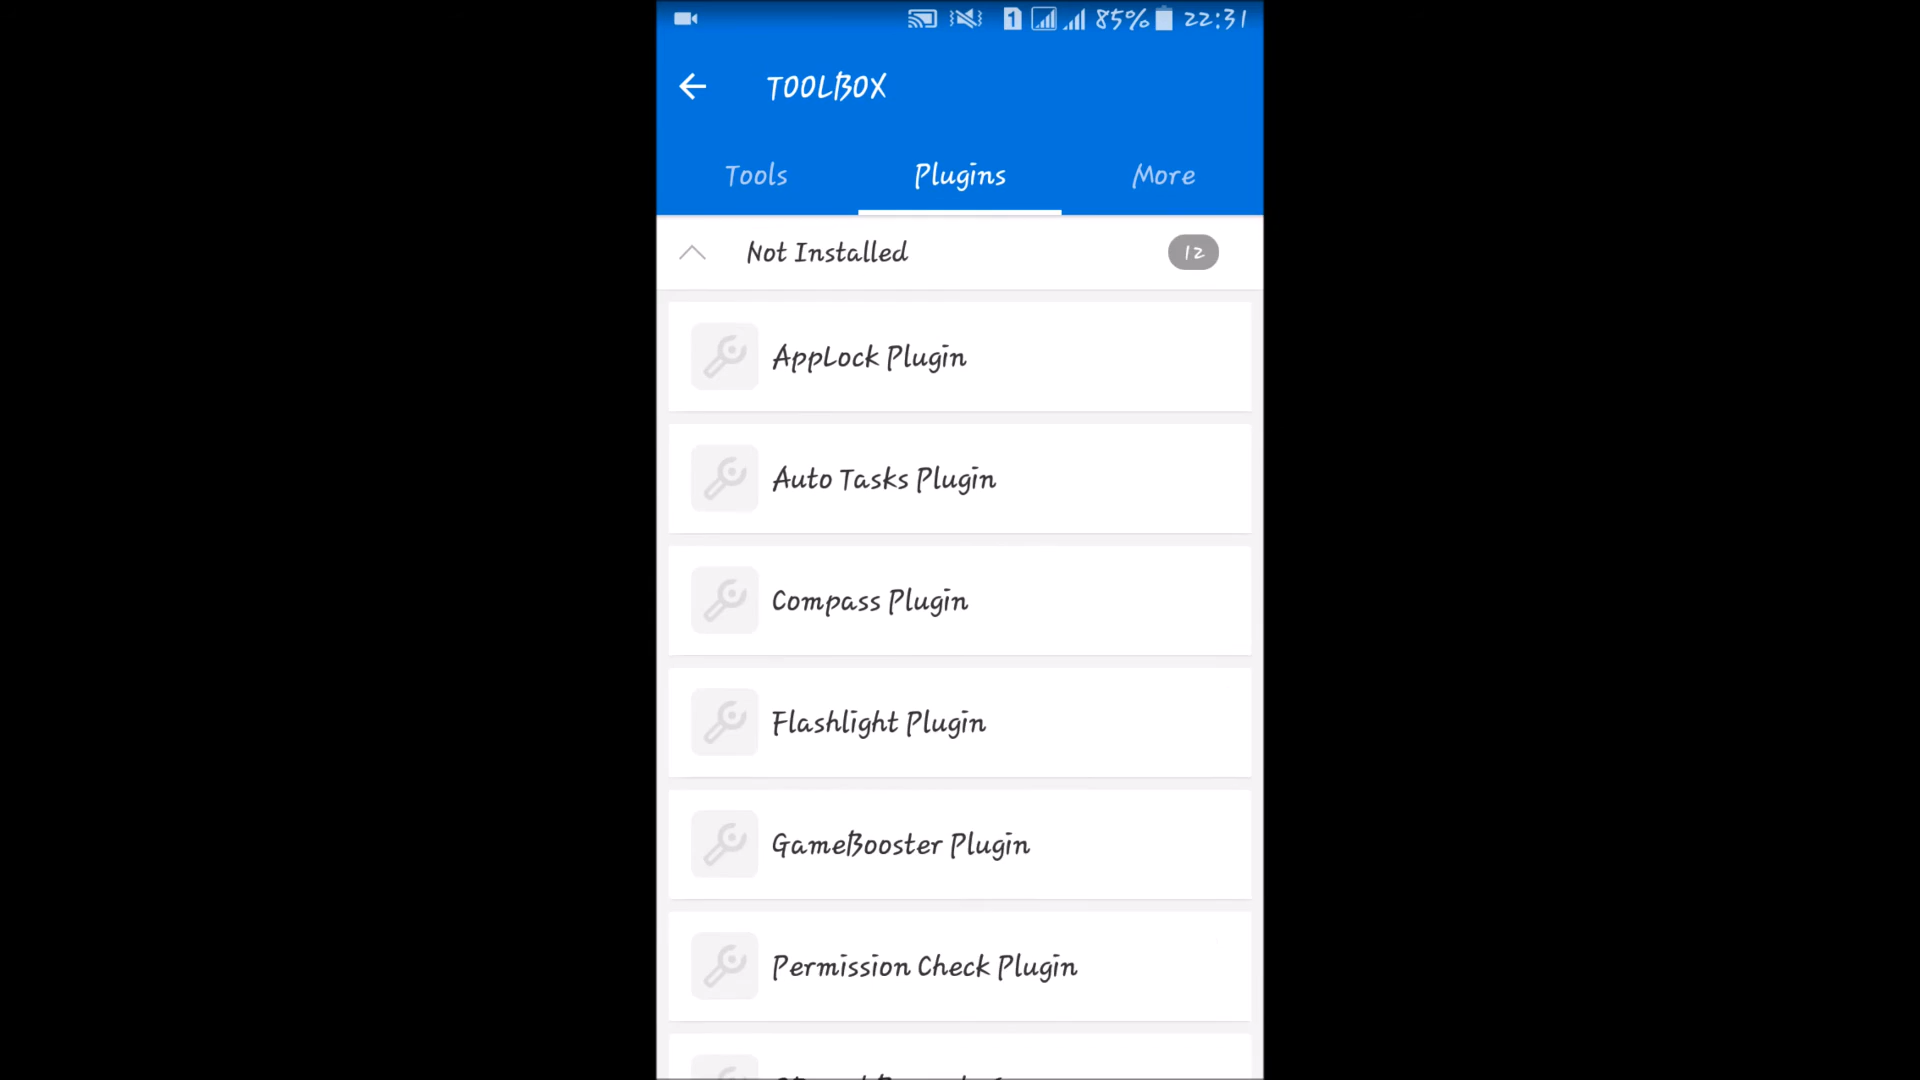 1 85% 22:31
TOOLBOX
Tools Plugins More
Not Installed 12
AppLock Plugin
Auto Tasks Plugin
Compass Plugin
Flashlight Plugin
GameBooster Plugin
Permission Check Plugin